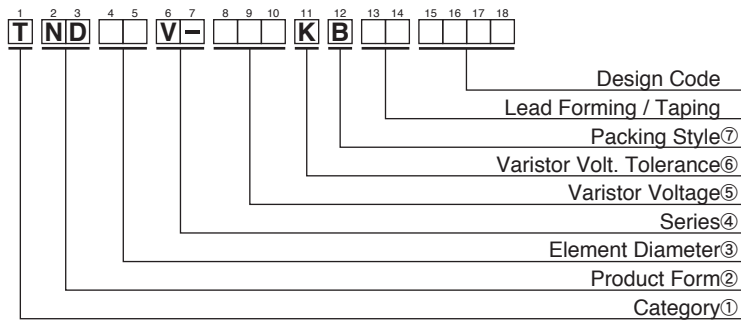 1 2 3 4 5 6 7 8 9 10 11 12 13 14 15 16 17 18
T ND V- K B
Design Code
Lead Forming / Taping
Packing Style⑦
Varistor Volt. Tolerance⑥
Varistor Voltage⑤
Series④
Element Diameter③
Product Form②
Category①